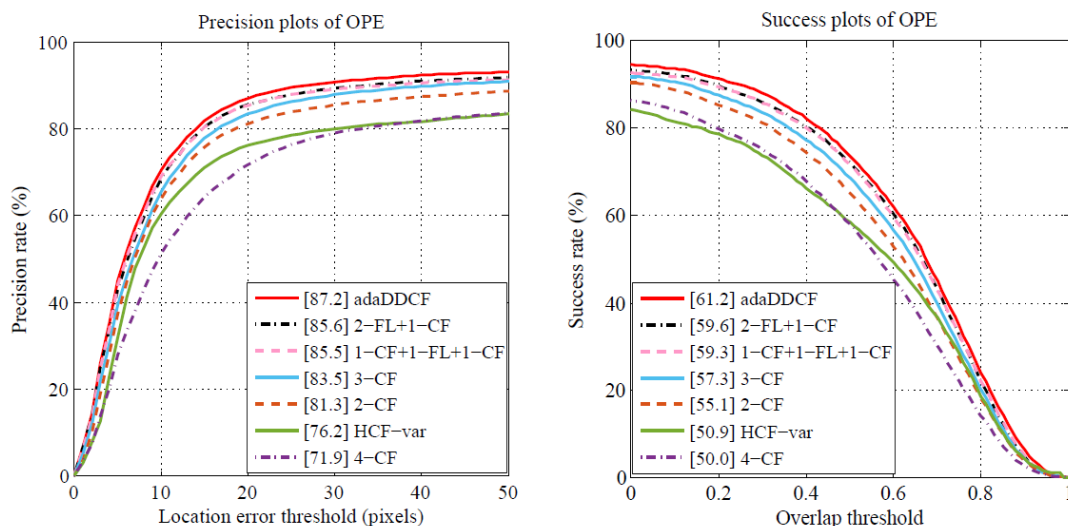 Precision plots of OPE
100
80
60
40
20
0
0 10 20 30 40 50
Precision rate (%)
Location error threshold (pixels)
[87.2] adaDDCF
[85.6] 2-FL+1-CF
[85.5] 1-CF+1-FL+1-CF
[83.5] 3-CF
[81.3] 2-CF
[76.2] HCF-var
[71.9] 4-CF
Success plots of OPE
100
80
60
40
20
0
0 0.2 0.4 0.6 0.8 1
Success rate (%)
Overlap threshold
[61.2] adaDDCF
[59.6] 2-FL+1-CF
[59.3] 1-CF+1-FL+1-CF
[57.3] 3-CF
[55.1] 2-CF
[50.9] HCF-var
[50.0] 4-CF